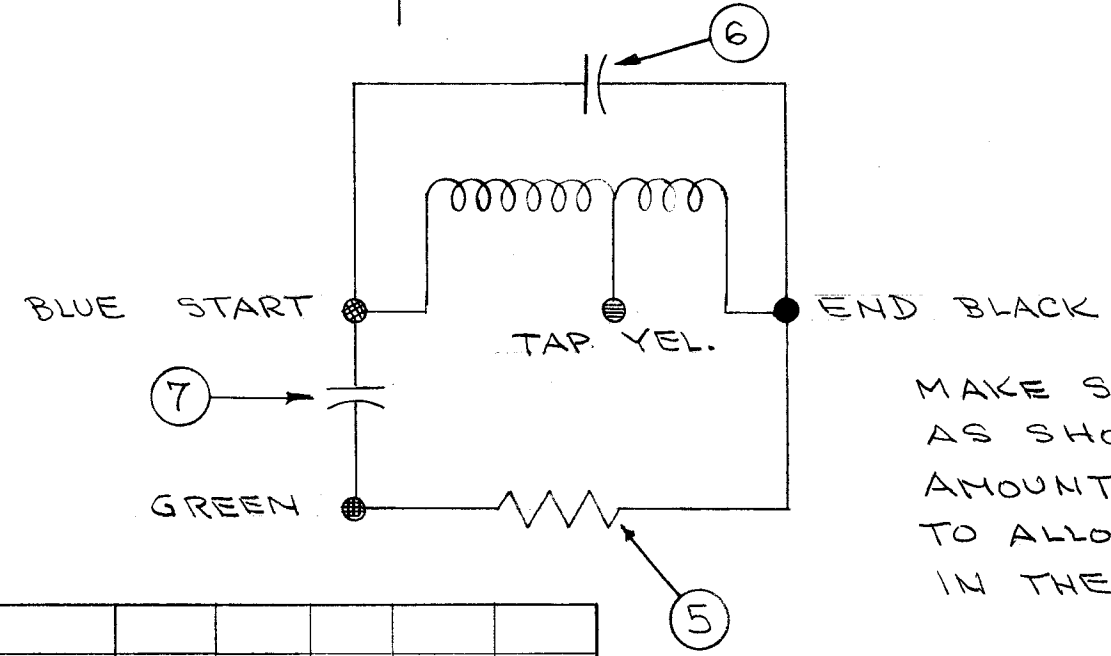 6
BLUE START
END BLACK
TAP YEL.
7
MAKE S
AS SHO
AMOUNT
GREEN
TO ALLO
IN THE
5